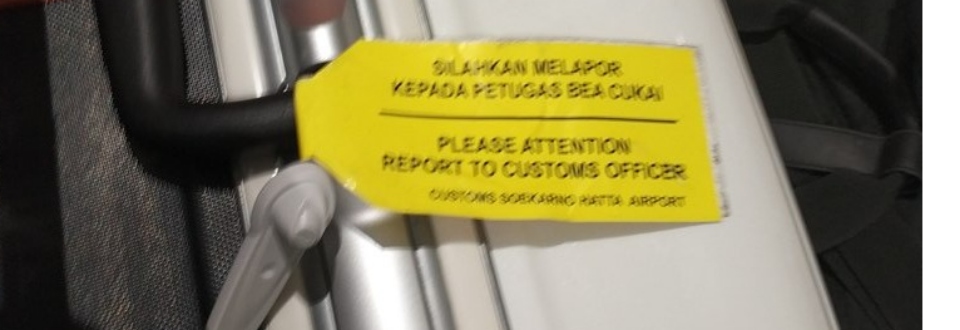 SILAHKAN MELAPOR
KEPADA PETUGAS BEA CUKAI
PLEASE ATTENTION
REPORT TO CUSTOMS OFFICER
CUSTOMS SOEKARNO HATTA AIRPORT